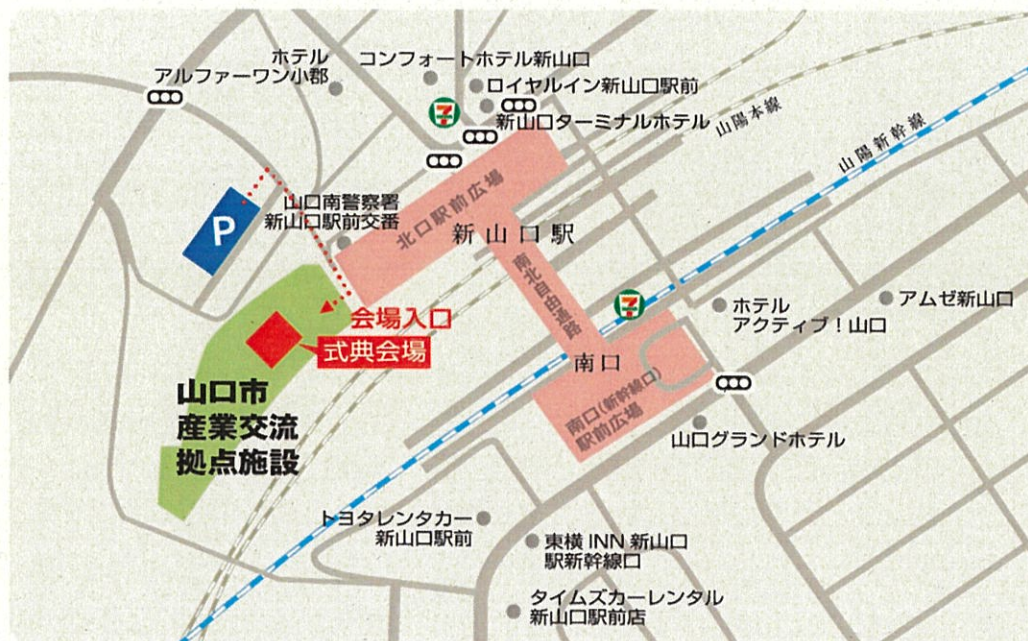 ホテル
アルファーワン小郡
コンフォートホテル新山口
ロイヤルイン新山口駅前
新山口ターミナルホテル
7
山陽本線
山陽新幹線
山口南警察署
新山口駅前交番
P
北口駅前広場
新山口駅
南北自由通路
7
会場入口
式典会場
山口市
産業交流
拠点施設
南口
南口(新幹線口)
駅前広場
ホテル
アクティブ!山口
アムゼ新山口
山口グランドホテル
トヨタレンタカー
新山口駅前
東横 INN 新山口
駅新幹線口
タイムズカーレンタル
新山口駅前店